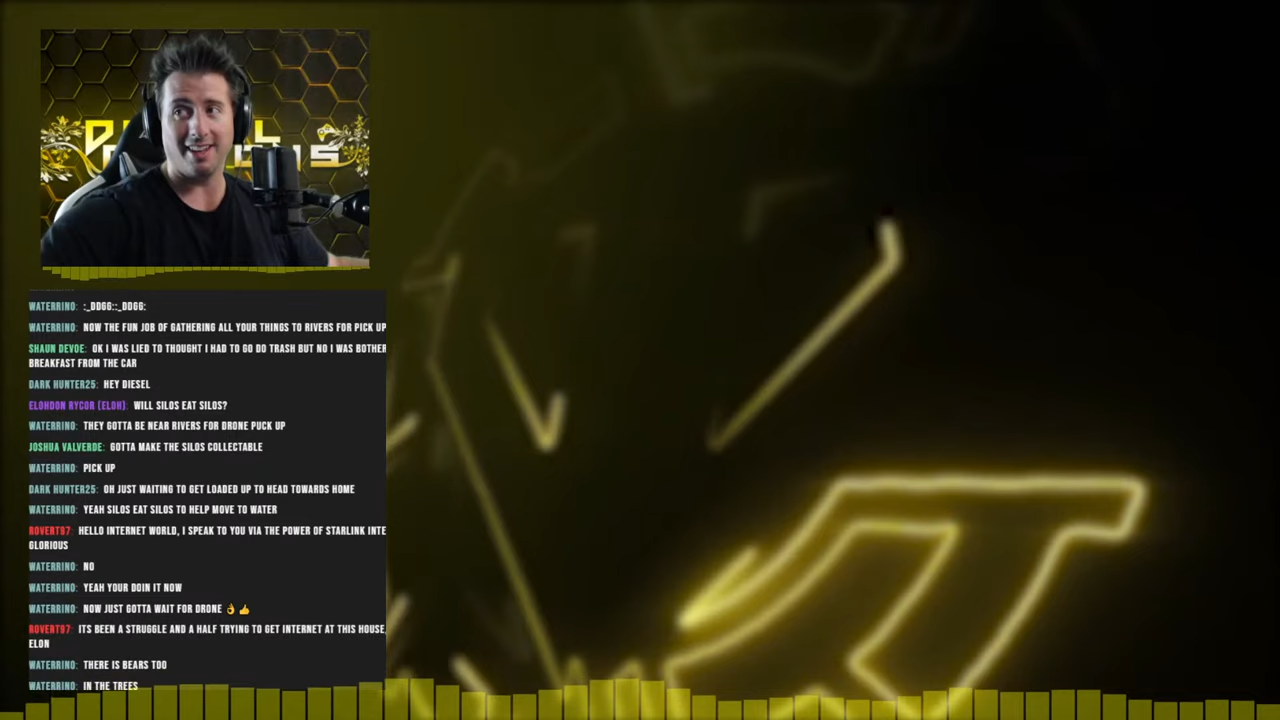 WATERRINO: :_DDGG::_DDGG:
WATERRINO: NOW THE FUN JOB OF GATHERING ALL YOUR THINGS TO RIVERS FOR PICK UP
SHAUN DEVOE: OK I WAS LIED TO THOUGHT I HAD TO GO DO TRASH BUT NO I WAS BOTHER
BREAKFAST FROM THE CAR
DARK HUNTER25: HEY DIESEL
ELOHDON RYCOR (ELOH): WILL SILOS EAT SILOS?
WATERRINO: THEY GOTTA BE NEAR RIVERS FOR DRONE PUCK UP
JOSHUA VALVERDE: GOTTA MAKE THE SILOS COLLECTABLE
WATERRINO: PICK UP
DARK HUNTER25: OH JUST WAITING TO GET LOADED UP TO HEAD TOWARDS HOME
WATERRINO: YEAH SILOS EAT SILOS TO HELP MOVE TO WATER
ROVERT97: HELLO INTERNET WORLD, I SPEAK TO YOU VIA THE POWER OF STARLINK INTE
GLORIOUS
WATERRINO: NO
WATERRINO: YEAH YOUR DOIN IT NOW
WATERRINO: NOW JUST GOTTA WAIT FOR DRONE 👌👍
ROVERT97: ITS BEEN A STRUGGLE AND A HALF TRYING TO GET INTERNET AT THIS HOUSE,
ELON
WATERRINO: THERE IS BEARS TOO
WATERRINO: IN THE TREES